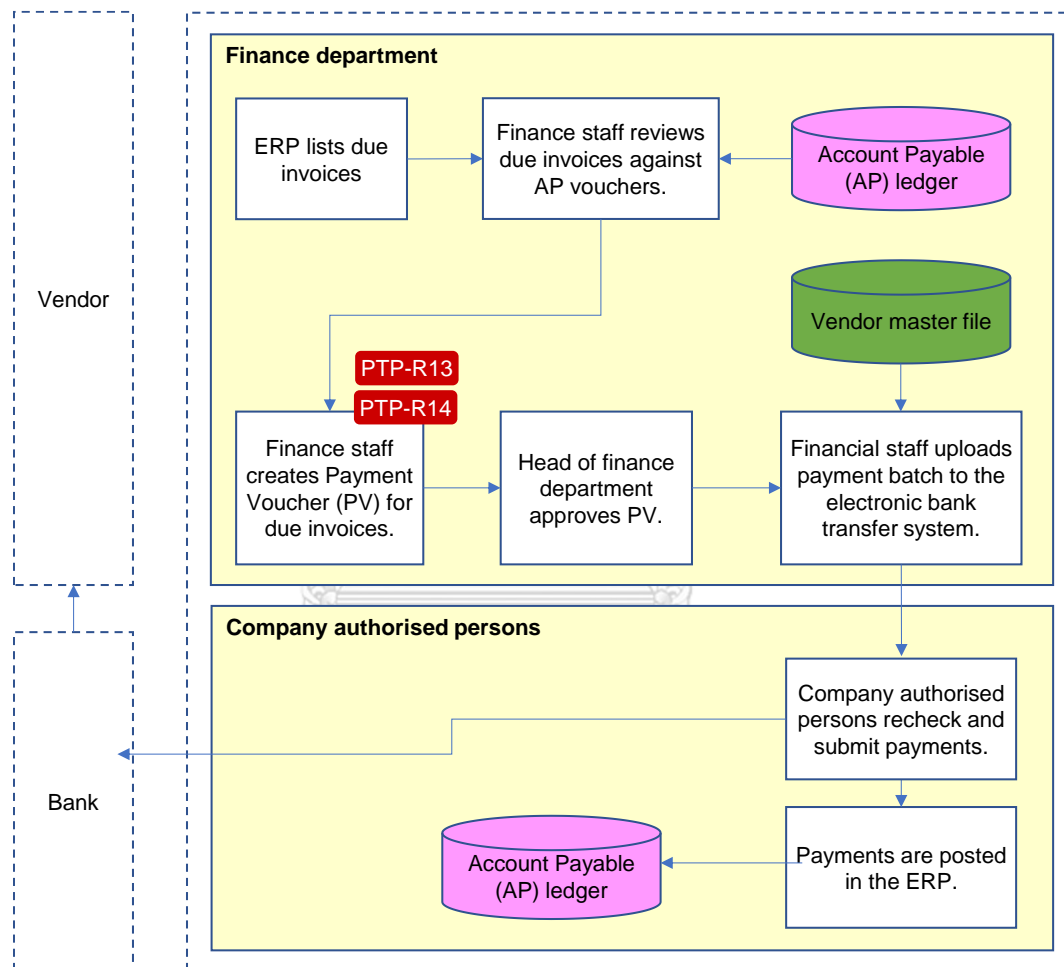 Finance department
ERP lists due
invoices
Finance staff reviews
due invoices against
AP vouchers.
Account Payable
(AP) ledger
Vendor
Vendor master file
PTP-R13
PTP-R14
Finance staff
creates Payment
Voucher (PV) for
due invoices.
Head of finance
department
approves PV.
Financial staff uploads
payment batch to the
electronic bank
transfer system.
Company authorised persons
Company authorised
persons recheck and
submit payments.
Bank
Account Payable
(AP) ledger
Payments are posted
in the ERP.